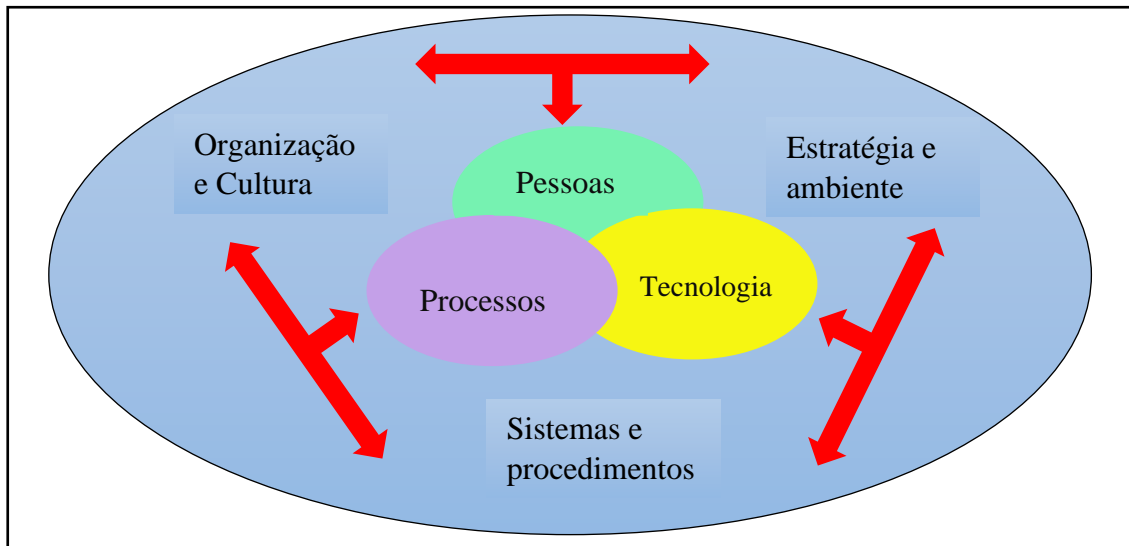 Organização
e Cultura
Estratégia e
ambiente
Pessoas
Processos
Tecnologia
Sistemas e
procedimentos